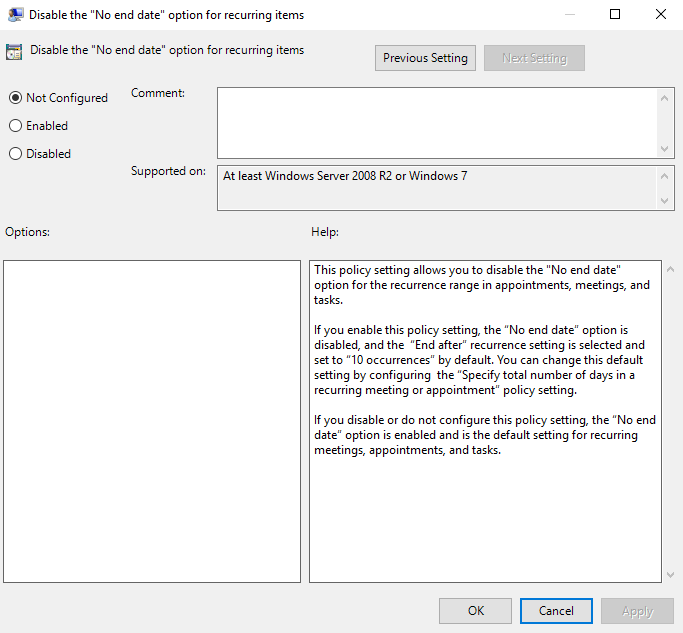 Disable the "No end date" option for recurring items
Disable the "No end date" option for recurring items
Previous Setting
Next Setting
Not Configured
Enabled
Disabled
Comment:
Supported on:
At least Windows Server 2008 R2 or Windows 7
Options:
Help:
This policy setting allows you to disable the "No end date"
option for the recurrence range in appointments, meetings, and
tasks.
If you enable this policy setting, the “No end date” option is
disabled, and the  “End after” recurrence setting is selected and
set to “10 occurrences” by default. You can change this default
setting by configuring  the “Specify total number of days in a
recurring meeting or appointment” policy setting.
If you disable or do not configure this policy setting, the “No end
date” option is enabled and is the default setting for recurring
meetings, appointments, and tasks.
OK
Cancel
Apply